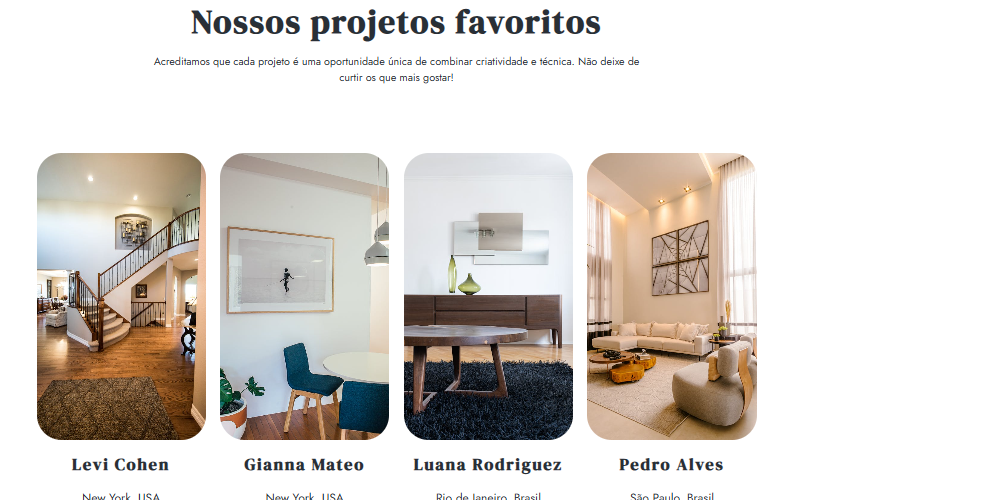 Nossos projetos favoritos
Acreditamos que cada projeto é uma oportunidade única de combinar criatividade e técnica. Não deixe de
curtir os que mais gostar!
Levi Cohen
Gianna Mateo
Luana Rodriguez
Pedro Alves
New York, USA
New York, USA
Rio de Janeiro, Brasil
São Paulo, Brasil